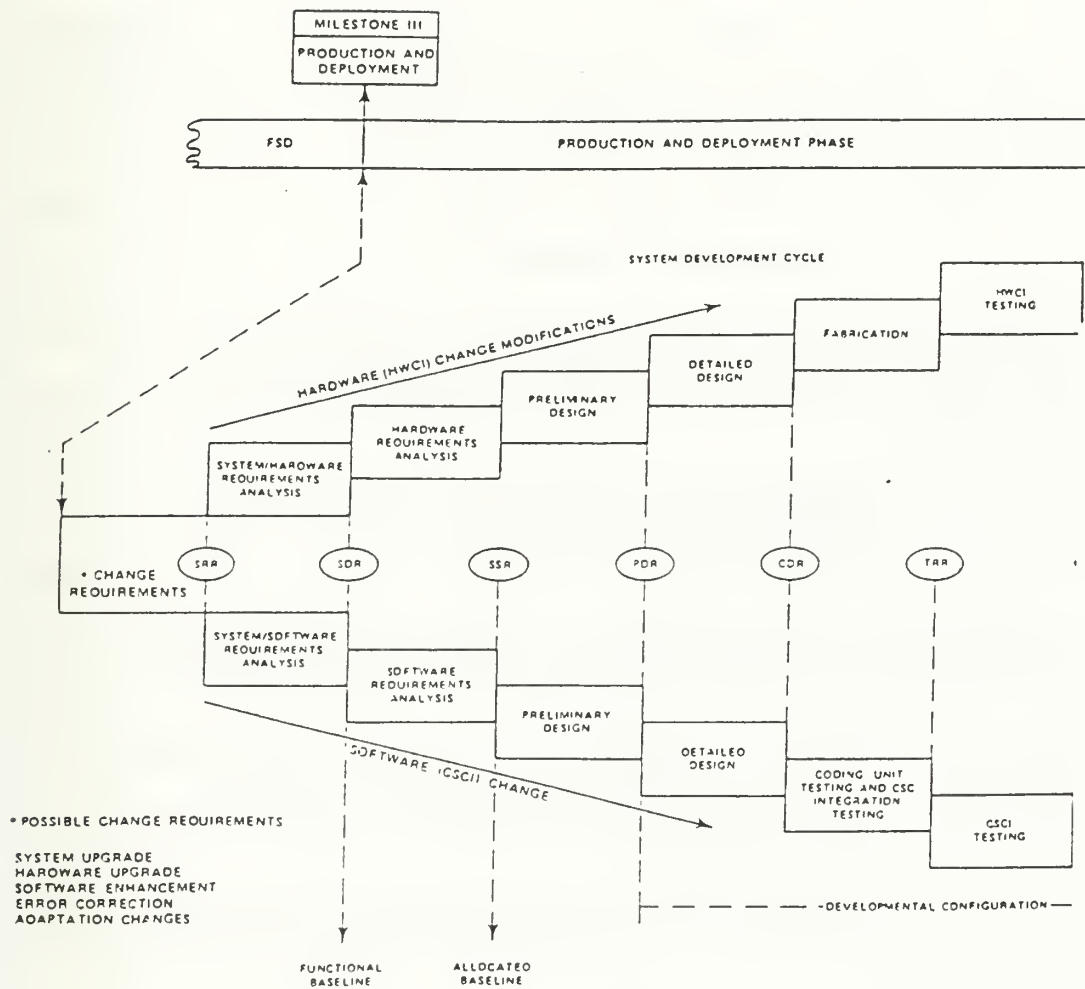 MILESTONE III
PRODUCTION AND
DEPLOYMENT
FSD
PRODUCTION AND DEPLOYMENT PHASE
SYSTEM DEVELOPMENT CYCLE
HARDWARE (HWCI) CHANGE MODIFICATIONS
HWCI
TESTING
FABRICATION
DETAILED
DESIGN
PRELIMINARY
DESIGN
HARDWARE
REQUIREMENTS
ANALYSIS
SYSTEM/HARDWARE
REQUIREMENTS
ANALYSIS
* CHANGE
REQUIREMENTS
SRR
SDR
SSR
PDR
CDR
TRR
SYSTEM/SOFTWARE
REQUIREMENTS
ANALYSIS
SOFTWARE
REQUIREMENTS
ANALYSIS
PRELIMINARY
DESIGN
DETAILED
DESIGN
CODING, UNIT
TESTING AND CSC
INTEGRATION
TESTING
CSCI
TESTING
SOFTWARE (CSCI) CHANGE
* POSSIBLE CHANGE REQUIREMENTS
SYSTEM UPGRADE
HARDWARE UPGRADE
SOFTWARE ENHANCEMENT
ERROR CORRECTION
ADAPTATION CHANGES
DEVELOPMENTAL CONFIGURATION
FUNCTIONAL
BASELINE
ALLOCATED
BASELINE